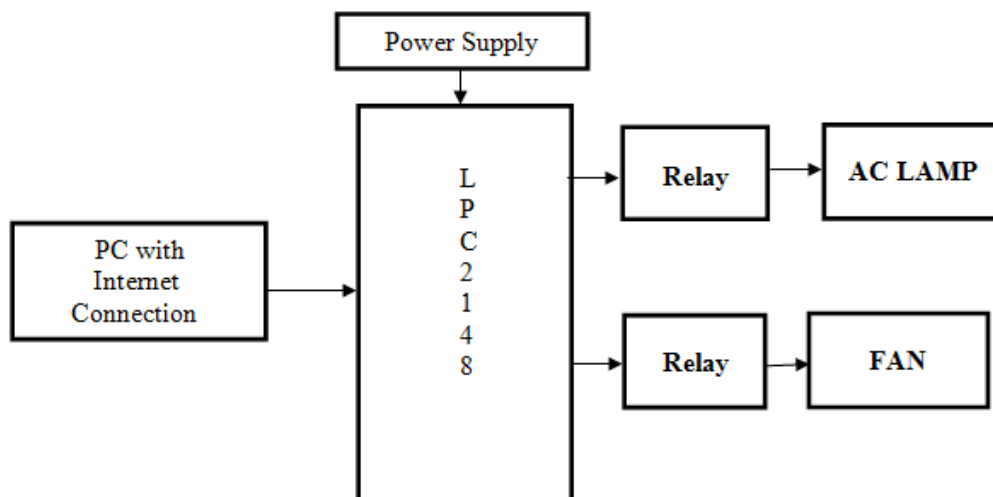 Power Supply
L
P
C
2
1
4
8
Relay
AC LAMP
PC with
Internet
Connection
Relay
FAN